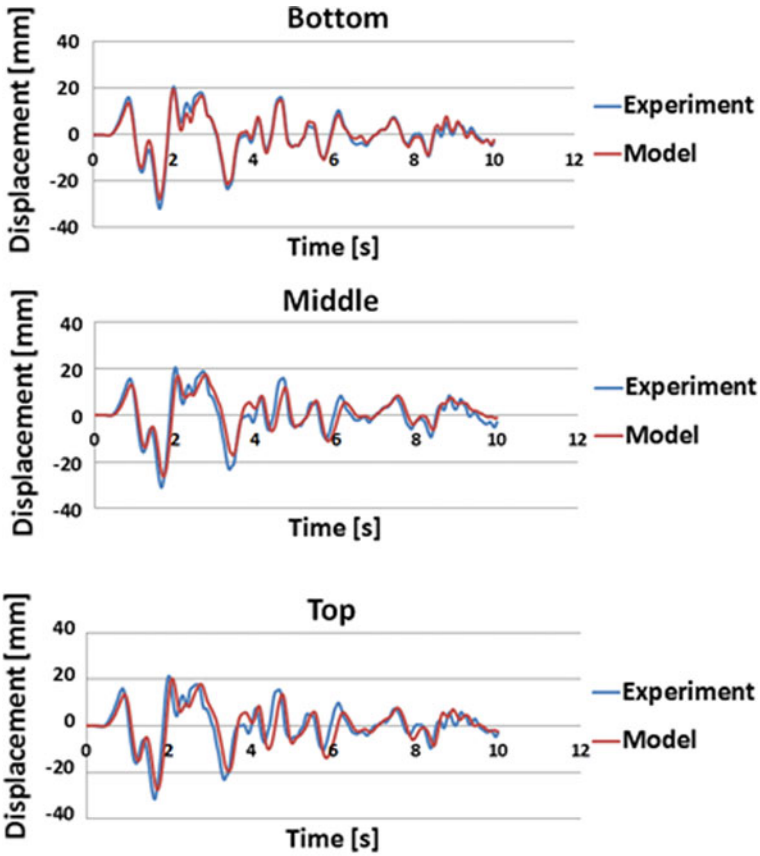 Bottom
Displacement [mm]
40
20
0
-20
-40
0 2 4 6 8 10 12
Time [s]
Experiment
Model
Middle
Displacement [mm]
40
20
0
-20
-40
0 2 4 6 8 10 12
Time [s]
Experiment
Model
Top
Displacement [mm]
40
20
0
-20
-40
0 2 4 6 8 10 12
Time [s]
Experiment
Model